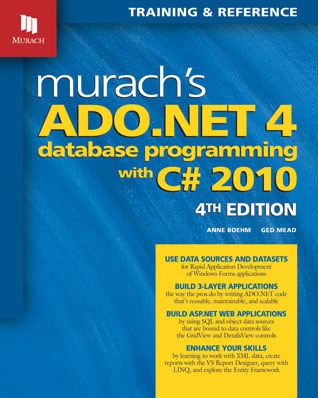 TRAINING & REFERENCE
MURACH
murach's
ADO.NET 4
database programming
with C# 2010
4TH EDITION
ANNE BOEHM GED MEAD
USE DATA SOURCES AND DATASETS
for Rapid Application Development
of Windows Forms applications
BUILD 3-LAYER APPLICATIONS
the way the pros do by writing ADO.NET code
that's reusable, maintainable, and scalable
BUILD ASP.NET WEB APPLICATIONS
by using SQL and object data sources
that are bound to data controls like
the GridView and DetailsView controls
ENHANCE YOUR SKILLS
by learning to work with XML data, create
reports with the VS Report Designer, query with
LINQ, and explore the Entity Framework